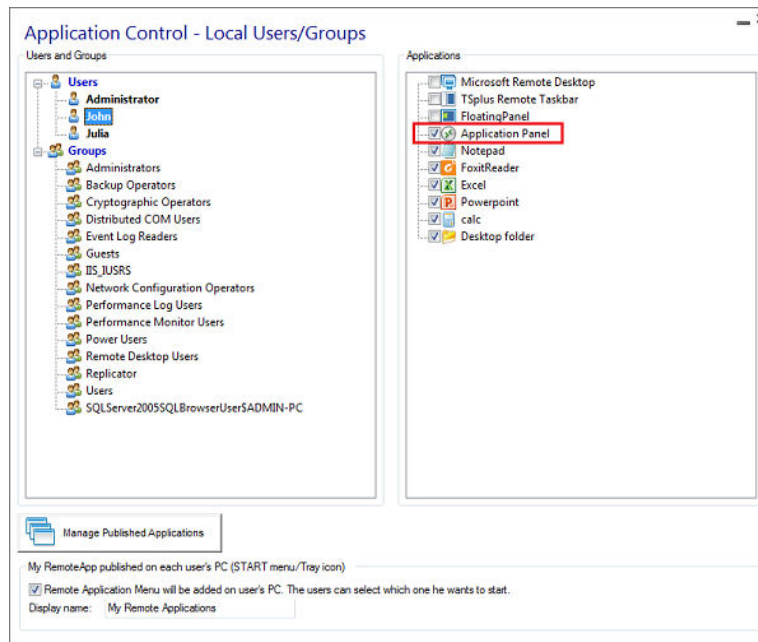 Application Control - Local Users/Groups
Users and Groups
Users
Administrator
John
Julia
Groups
Administrators
Backup Operators
Cryptographic Operators
Distributed COM Users
Event Log Readers
Guests
IIS_IUSRS
Network Configuration Operators
Performance Log Users
Performance Monitor Users
Power Users
Remote Desktop Users
Replicator
Users
SQLServer2005SQLBrowserUser$ADMIN-PC
Applications
Microsoft Remote Desktop
TSplus Remote Taskbar
FloatingPanel
Application Panel
Notepad
FoxitReader
Excel
Powerpoint
calc
Desktop folder
Manage Published Applications
My RemoteApp published on each user's PC (START menu/Tray icon)
Remote Application Menu will be added on user's PC. The users can select which one he wants to start.
Display name: My Remote Applications